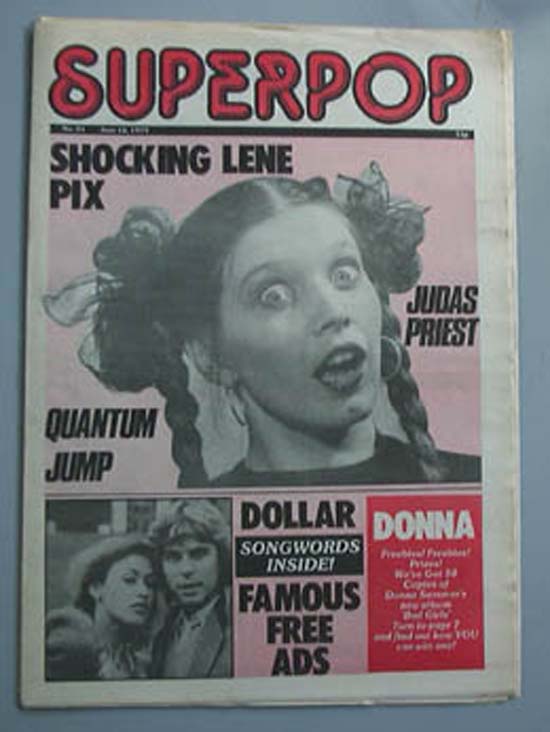 SUPERPOP
SHOCKING LENE
PIX
JUDAS
PRIEST
QUANTUM
JUMP
DOLLAR
SONGWORDS
INSIDE!
FAMOUS
FREE
ADS
DONNA
Freebies! Freebies!
Prizes!
We've Got
Copies of
Donna Summer's
new album
'Bad Girls'
Turn to page 7
and find out how YOU
can win one!